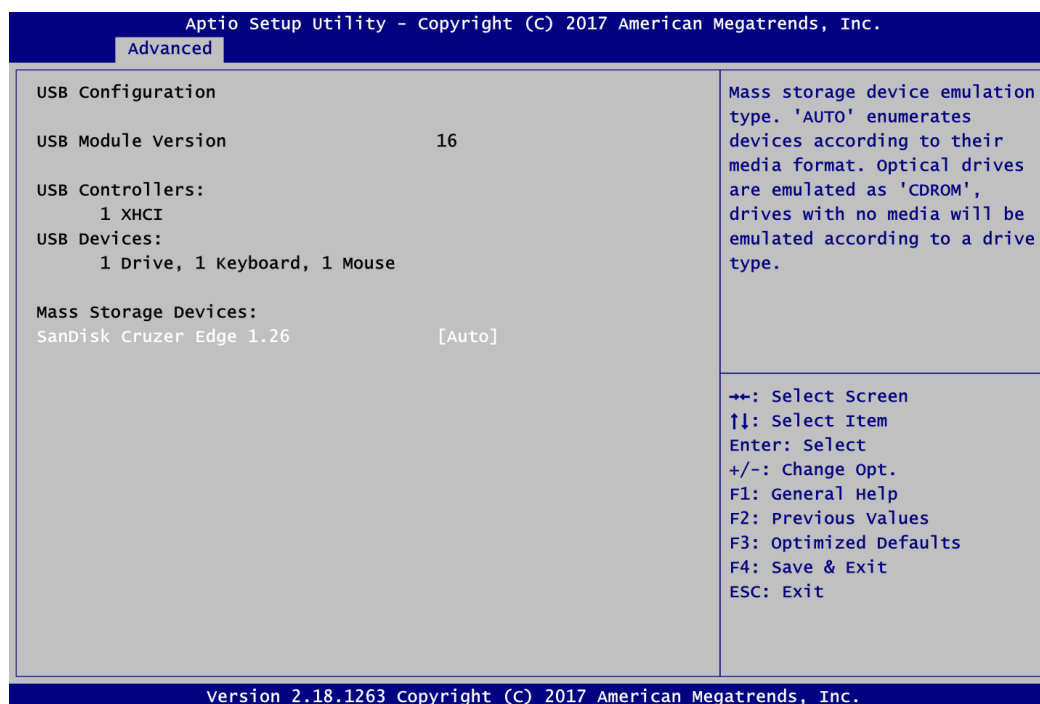 Aptio Setup Utility - Copyright (C) 2017 American Megatrends, Inc.
Advanced
USB Configuration
USB Module Version 16
USB Controllers:
1 XHCI
USB Devices:
1 Drive, 1 Keyboard, 1 Mouse
Mass Storage Devices:
SanDisk Cruzer Edge 1.26 [Auto]
Mass storage device emulation
type. 'AUTO' enumerates
devices according to their
media format. Optical drives
are emulated as 'CDROM',
drives with no media will be
emulated according to a drive
type.
→←: Select Screen
↑↓: Select Item
Enter: Select
+/-: Change Opt.
F1: General Help
F2: Previous Values
F3: Optimized Defaults
F4: Save & Exit
ESC: Exit
Version 2.18.1263 Copyright (C) 2017 American Megatrends, Inc.